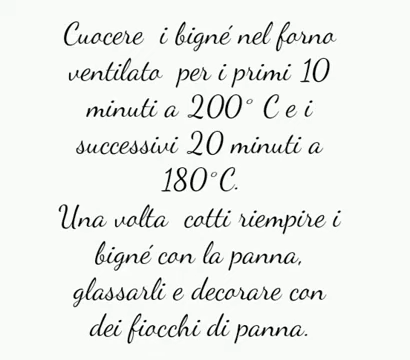 Cuocere i bigné nel forno
ventilato per i primi 10
minuti a 200° C e i
successivi 20 minuti a
180°C.
Una volta cotti riempire i
bigné con la panna,
glassarli e decorare con
dei fiocchi di panna.